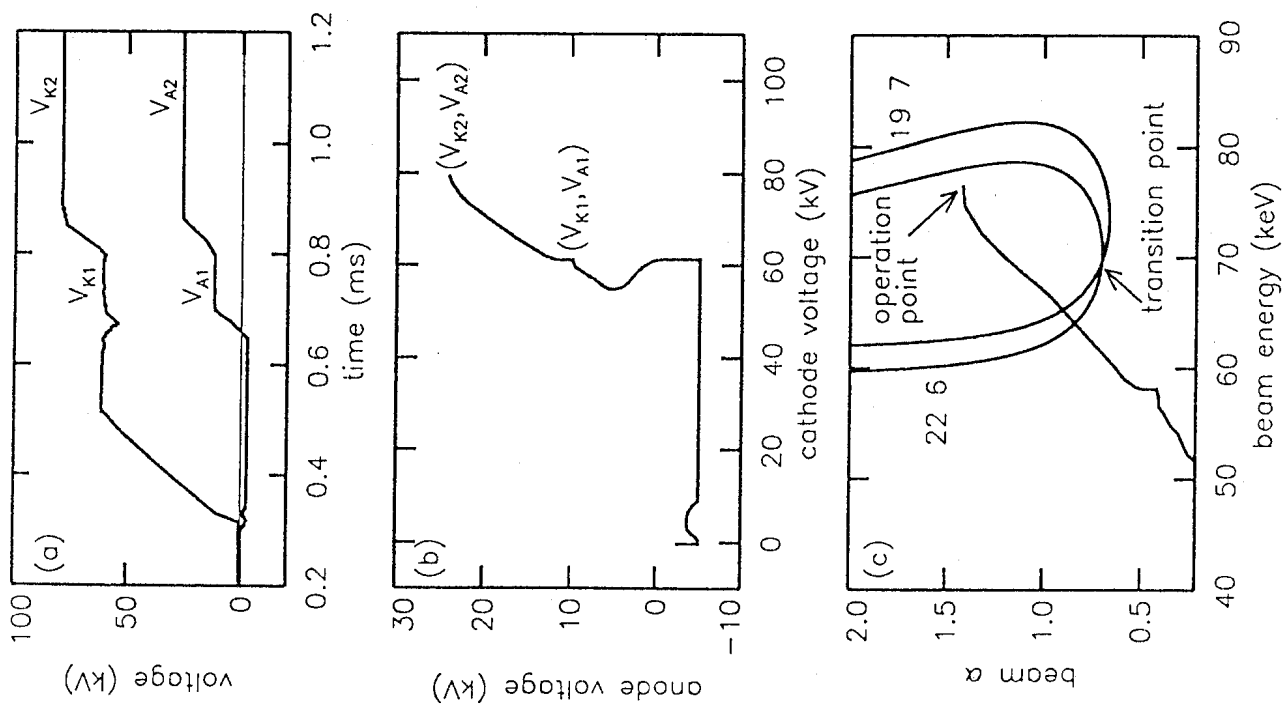 (a)
V_K1
V_K2
V_A1
V_A2
100
50
0
voltage (kV)
0.2
0.4
0.6
0.8
1.0
1.2
time (ms)
(b)
(V_K2, V_A2)
(V_K1, V_A1)
30
20
10
0
-10
anode voltage (kV)
0
20
40
60
80
100
cathode voltage (kV)
(c)
22 6
19 7
operation
point
transition point
2.0
1.0
0.5
beam α
40
50
60
70
80
90
beam energy (keV)